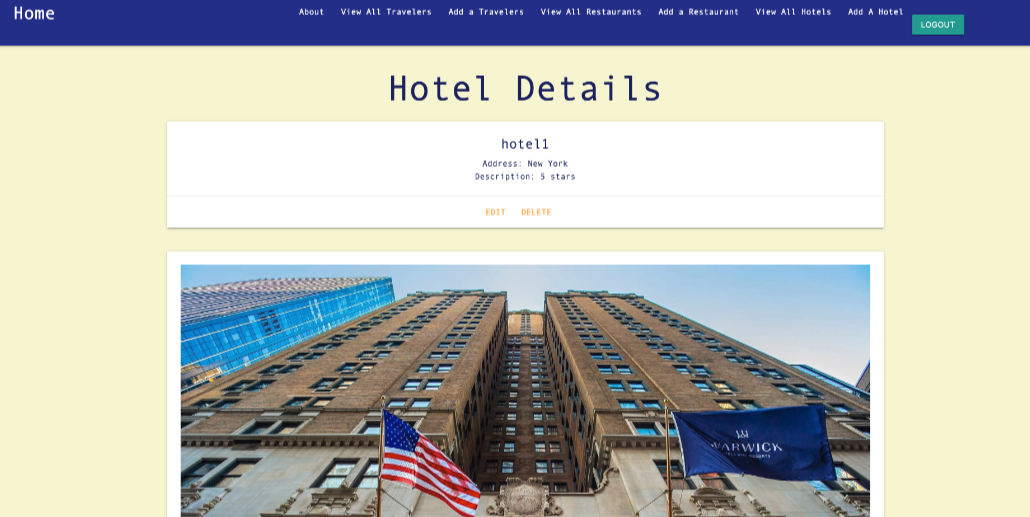 Home
About View All Travelers Add a Travelers View All Restaurants Add a Restaurant View All Hotels Add A Hotel
LOGOUT
Hotel Details
hotel1
Address: New York
Description: 5 stars
EDIT DELETE
WARWICK